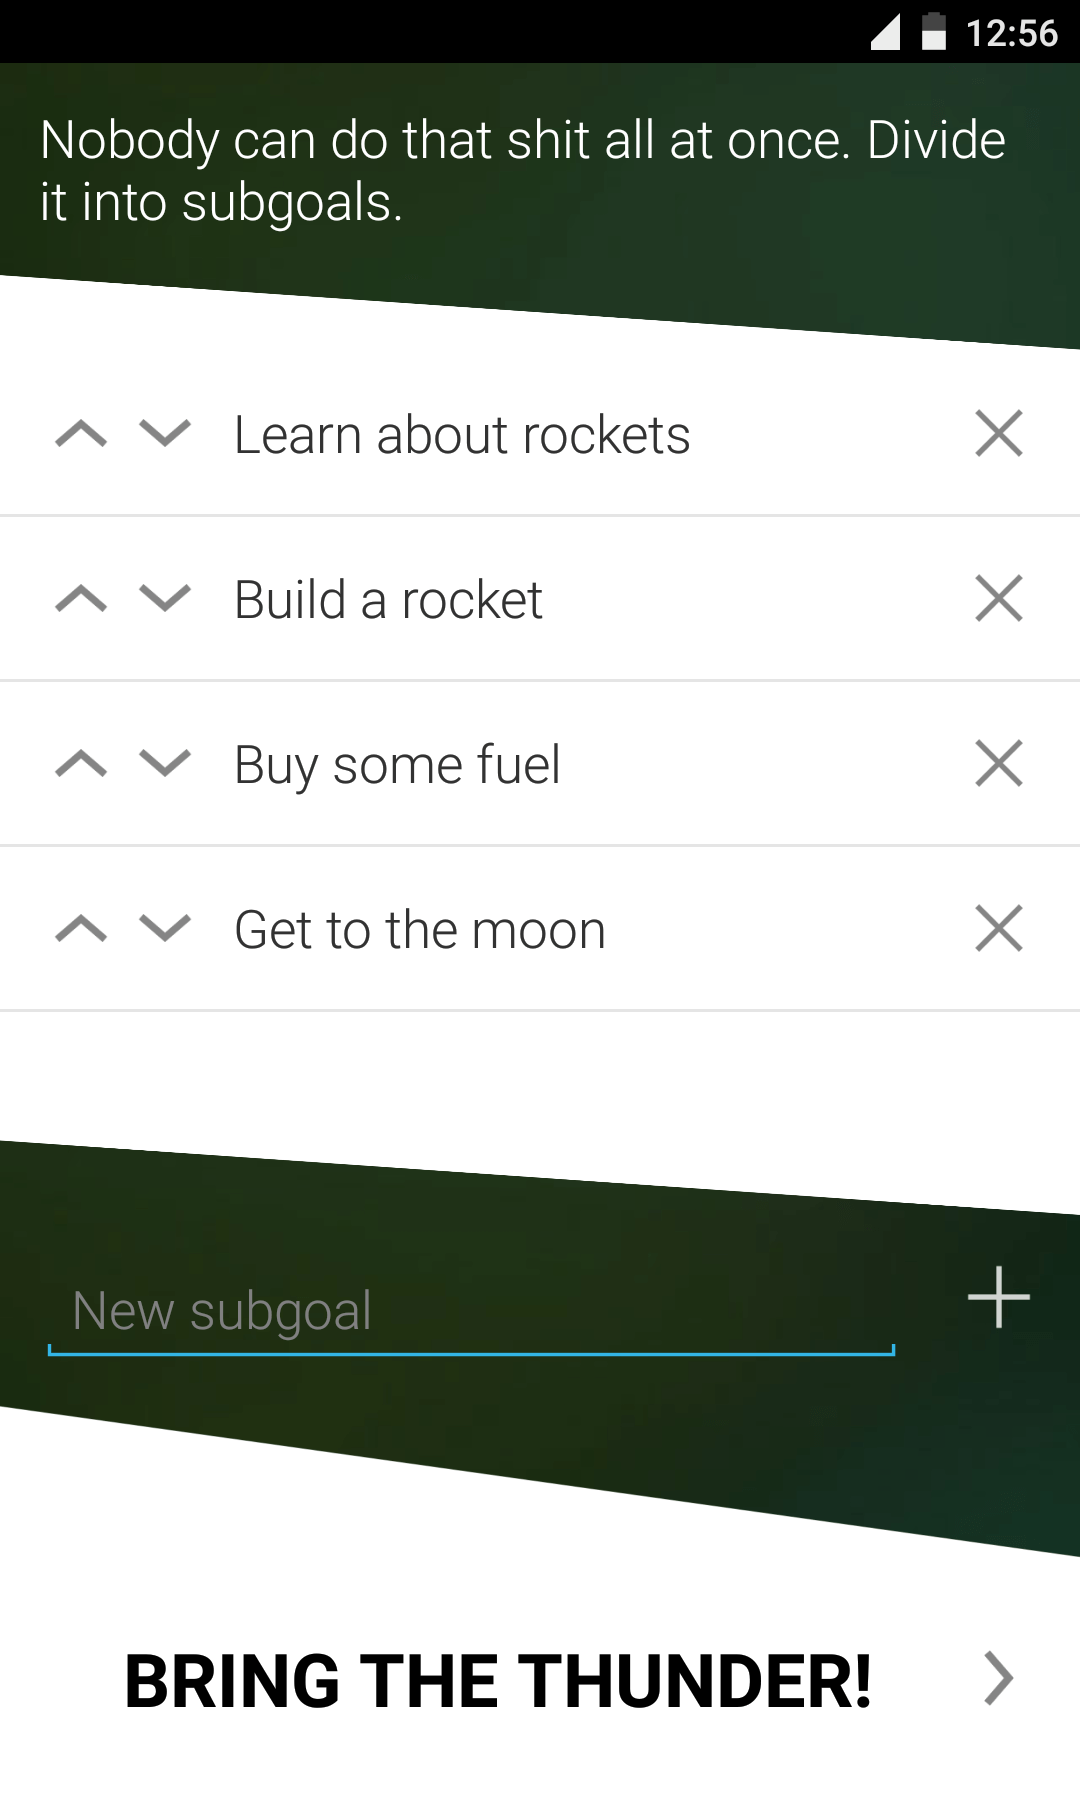 12:56
Nobody can do that shit all at once. Divide
it into subgoals.
Learn about rockets
Build a rocket
Buy some fuel
Get to the moon
New subgoal
BRING THE THUNDER!